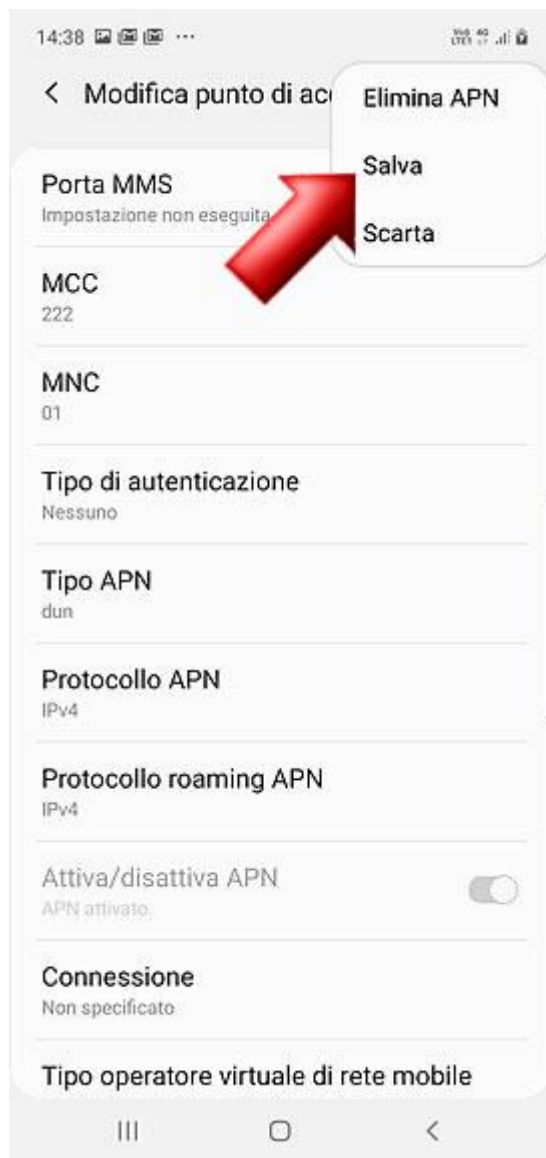 14:38
Modifica punto di ac
Elimina APN
Salva
Scarta
Porta MMS
Impostazione non eseguita
MCC
222
MNC
01
Tipo di autenticazione
Nessuno
Tipo APN
dun
Protocollo APN
IPv4
Protocollo roaming APN
IPv4
Attiva/disattiva APN
APN attivato
Connessione
Non specificato
Tipo operatore virtuale di rete mobile